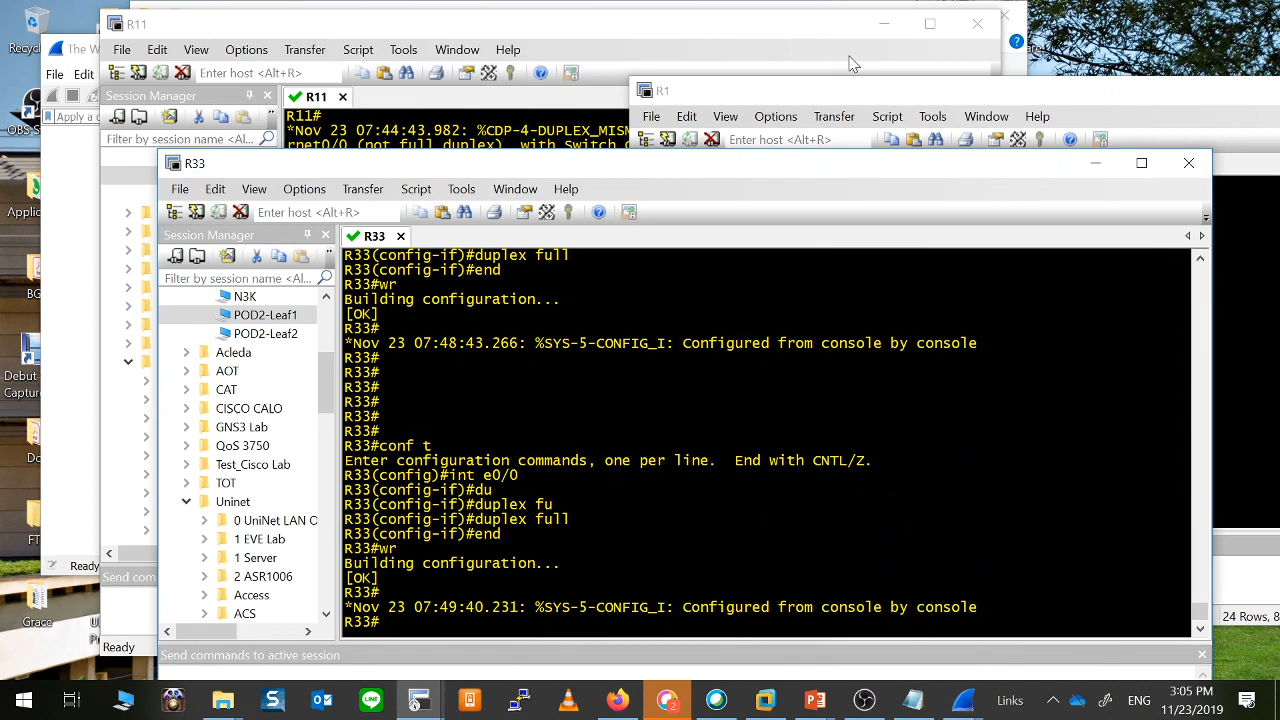 R11
File Edit View Options Transfer Script Tools Window Help
Enter host <Alt+R>
Session Manager
R11
Filter by session name <Al
R11#
*Nov 23 07:44:43.982: %CDP-4-DUPLEX_MISM
rnet0/0 (not full duplex), with Switch
The W
File Edit
Apply a d
R1
File Edit View Options Transfer Script Tools Window Help
Enter host <Alt+R>
R33
File Edit View Options Transfer Script Tools Window Help
Enter host <Alt+R>
Session Manager
R33
Filter by session name <Al...
N3K
POD2-Leaf1
POD2-Leaf2
Acleda
AOT
CAT
CISCO CALO
GNS3 Lab
QoS 3750
Test_Cisco Lab
TOT
Uninet
0 UniNet LAN O
1 EVE Lab
1 Server
2 ASR1006
Access
ACS
R33(config-if)#duplex full
R33(config-if)#end
R33#wr
Building configuration...
[OK]
R33#
*Nov 23 07:48:43.266: %SYS-5-CONFIG_I: Configured from console by console
R33#
R33#
R33#
R33#
R33#
R33#
R33#conf t
Enter configuration commands, one per line.  End with CNTL/Z.
R33(config)#int e0/0
R33(config-if)#du
R33(config-if)#duplex fu
R33(config-if)#duplex full
R33(config-if)#end
R33#wr
Building configuration...
[OK]
R33#
*Nov 23 07:49:40.231: %SYS-5-CONFIG_I: Configured from console by console
R33#
Send commands to active session
Ready
Send com
Ready
24 Rows, 8
Recyc
OBS S
Applic
BG
Debut
Captur
Do
FT
Grace
Links
ENG
3:05 PM
11/23/2019